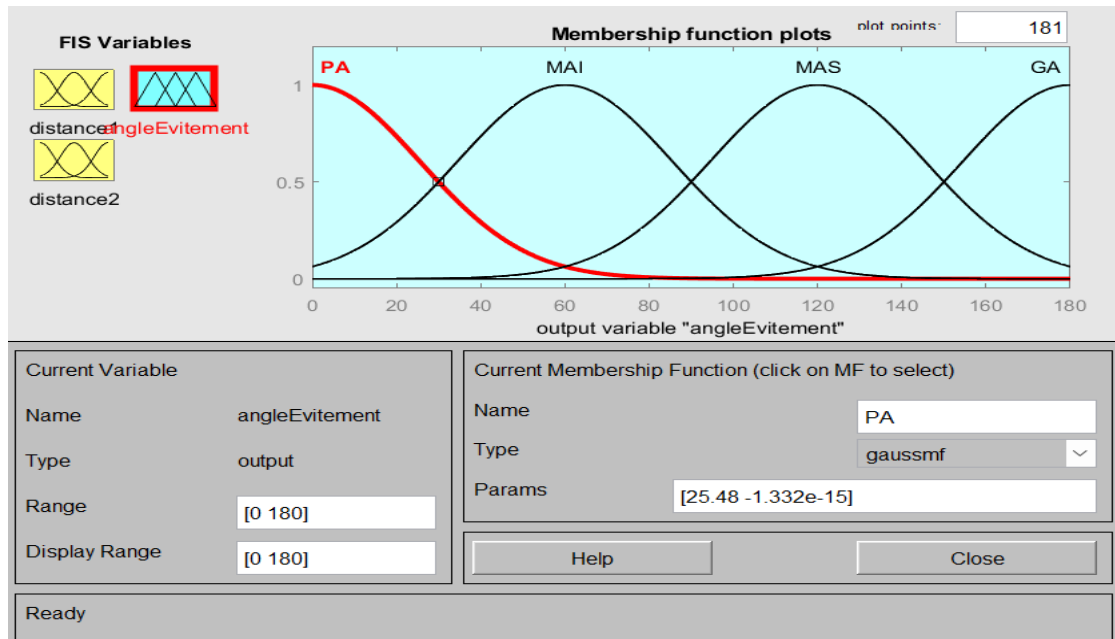 FIS Variables
distance1
angleEvitement
distance2
Membership function plots
plot points:
181
PA
MAI
MAS
GA
1
0.5
0
0
20
40
60
80
100
120
140
160
180
output variable "angleEvitement"
Current Variable
Name
angleEvitement
Type
output
Range
[0 180]
Display Range
[0 180]
Current Membership Function (click on MF to select)
Name
PA
Type
gaussmf
Params
[25.48 -1.332e-15]
Help
Close
Ready